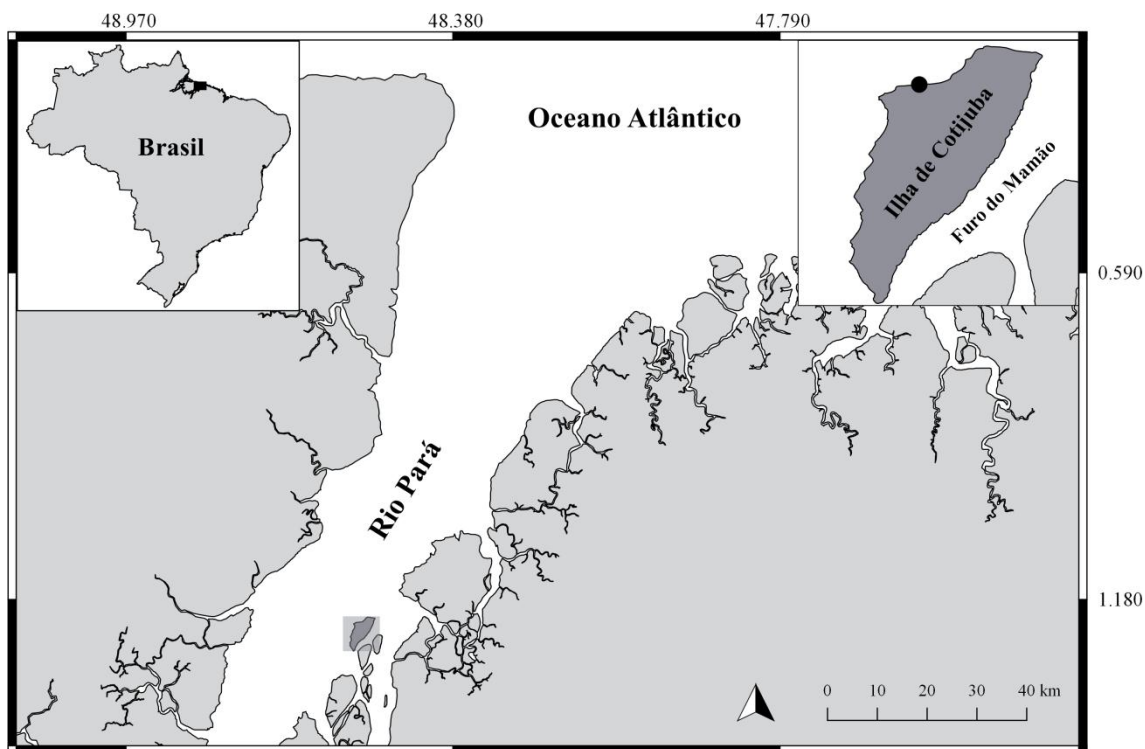 48.970
48.380
47.790
Brasil
Oceano Atlântico
Ilha de Cotijuba
Furo do Mamão
0.590
Rio Pará
1.180
0 10 20 30 40 km